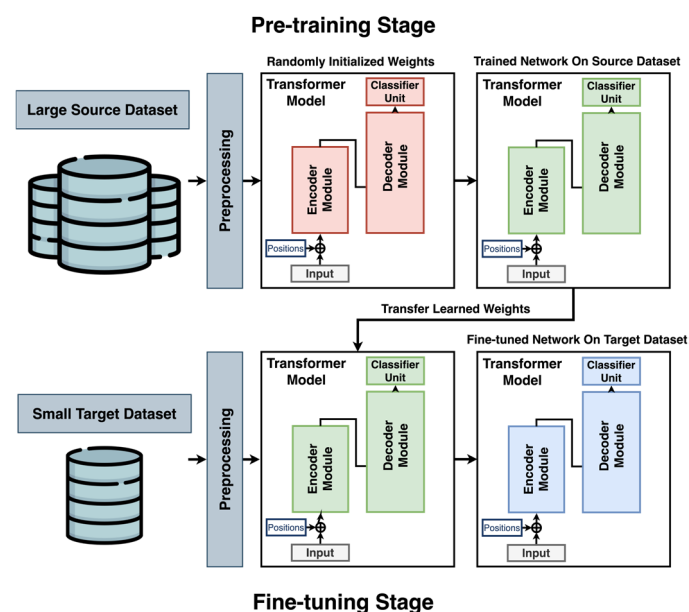 Pre-training Stage
Randomly Initialized Weights
Trained Network On Source Dataset
Large Source Dataset
Preprocessing
Transformer
Model
Classifier
Unit
Encoder
Module
Decoder
Module
Positions
Input
Transformer
Model
Classifier
Unit
Encoder
Module
Decoder
Module
Positions
Input
Transfer Learned Weights
Fine-tuned Network On Target Dataset
Small Target Dataset
Preprocessing
Transformer
Model
Classifier
Unit
Encoder
Module
Decoder
Module
Positions
Input
Transformer
Model
Classifier
Unit
Encoder
Module
Decoder
Module
Positions
Input
Fine-tuning Stage